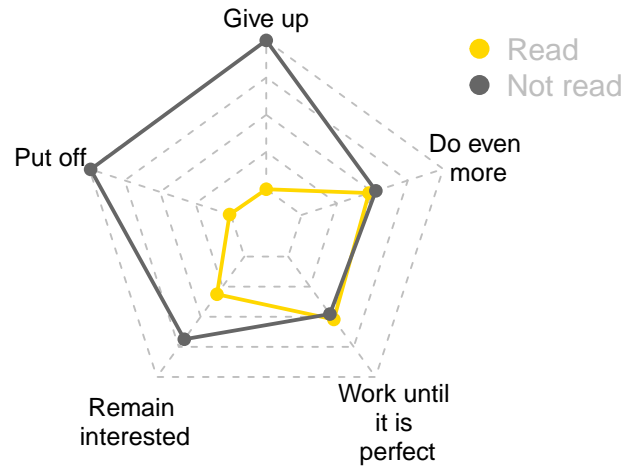 Give up
Read
Not read
Put off
Do even
more
Remain
interested
Work until
it is
perfect